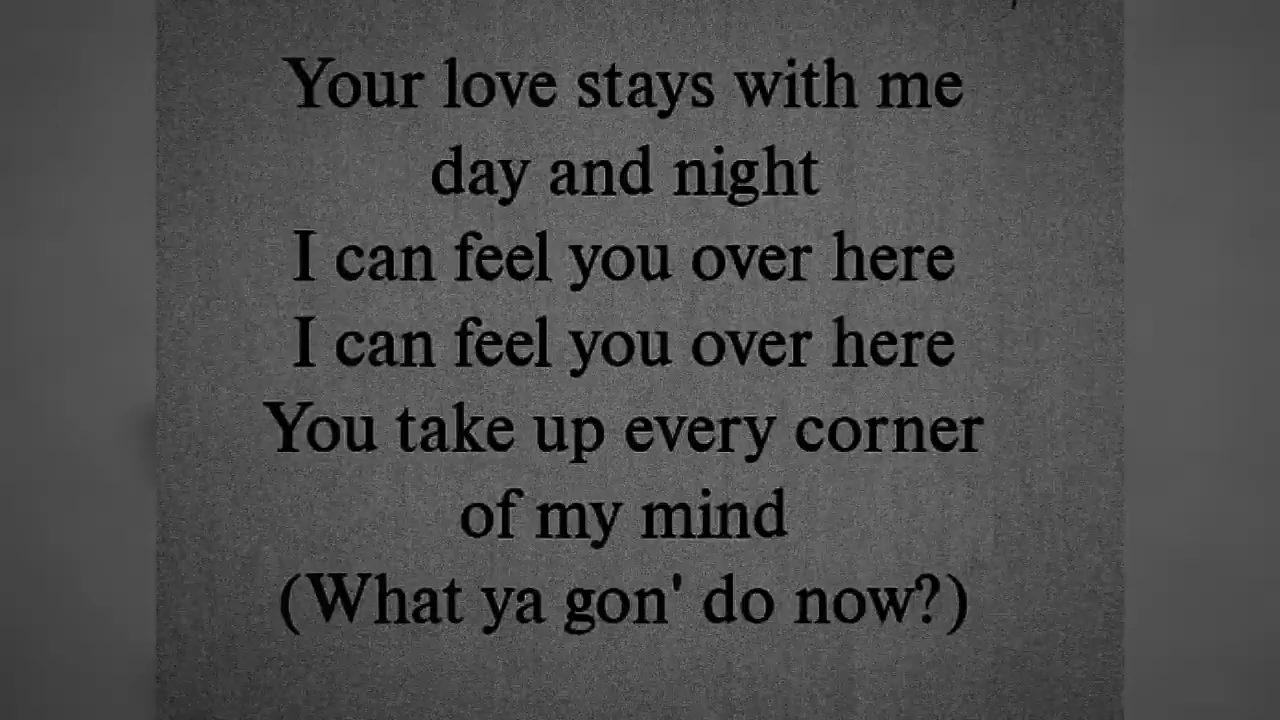 Your love stays with me
day and night
I can feel you over here
I can feel you over here
You take up every corner
of my mind
(What ya gon' do now?)